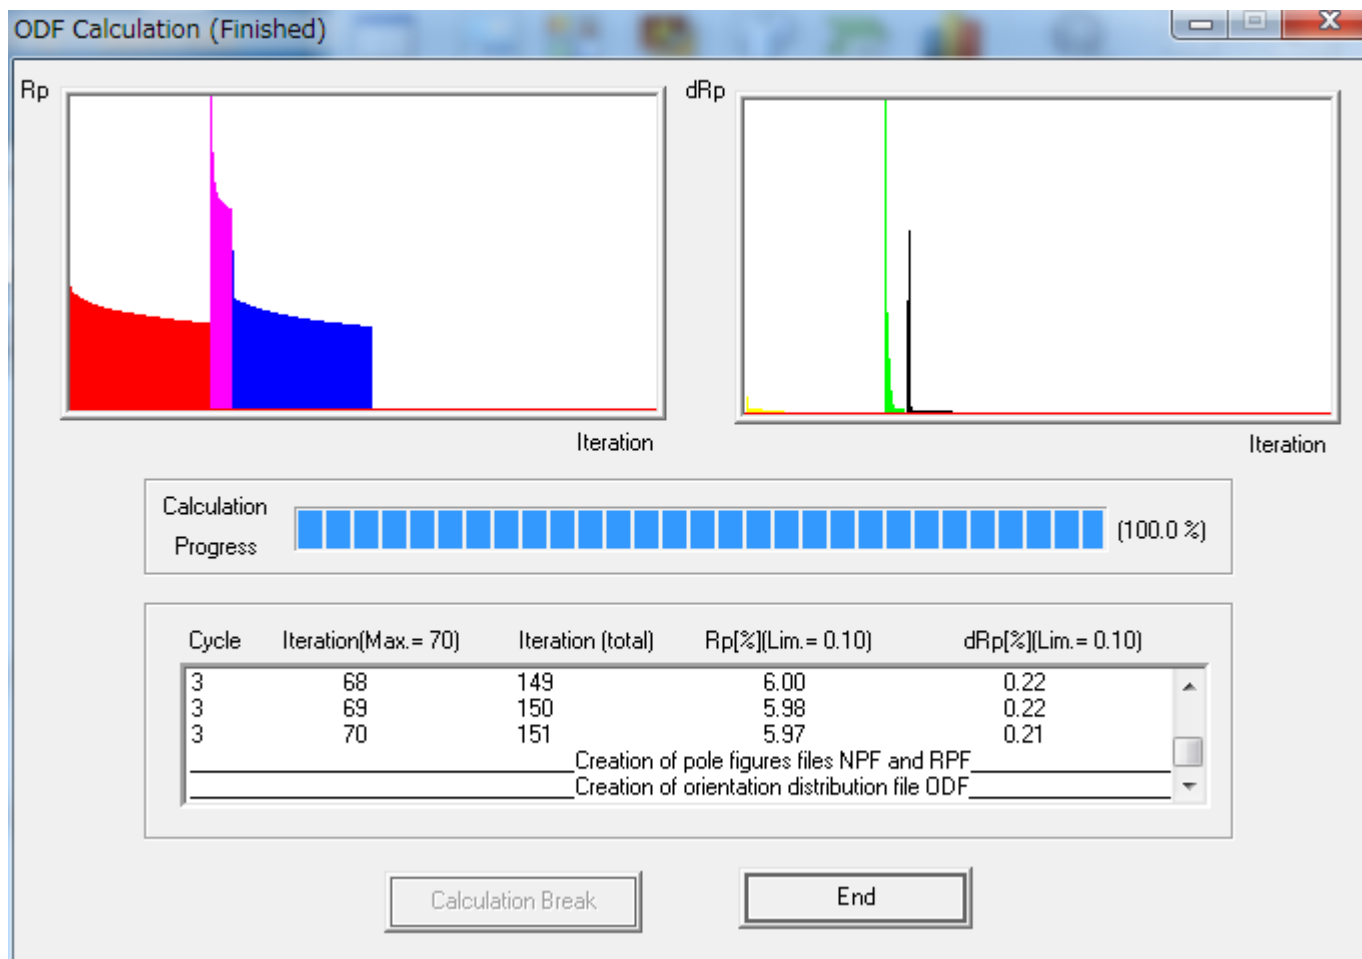 ODF Calculation (Finished)
Rp
dRp
Iteration
Iteration
Calculation
Progress
(100.0 %)
Cycle Iteration(Max.= 70) Iteration (total) Rp[%](Lim.= 0.10) dRp[%](Lim.= 0.10)
3 68 149 6.00 0.22
3 69 150 5.98 0.22
3 70 151 5.97 0.21
Creation of pole figures files NPF and RPF
Creation of orientation distribution file ODF
Calculation Break
End